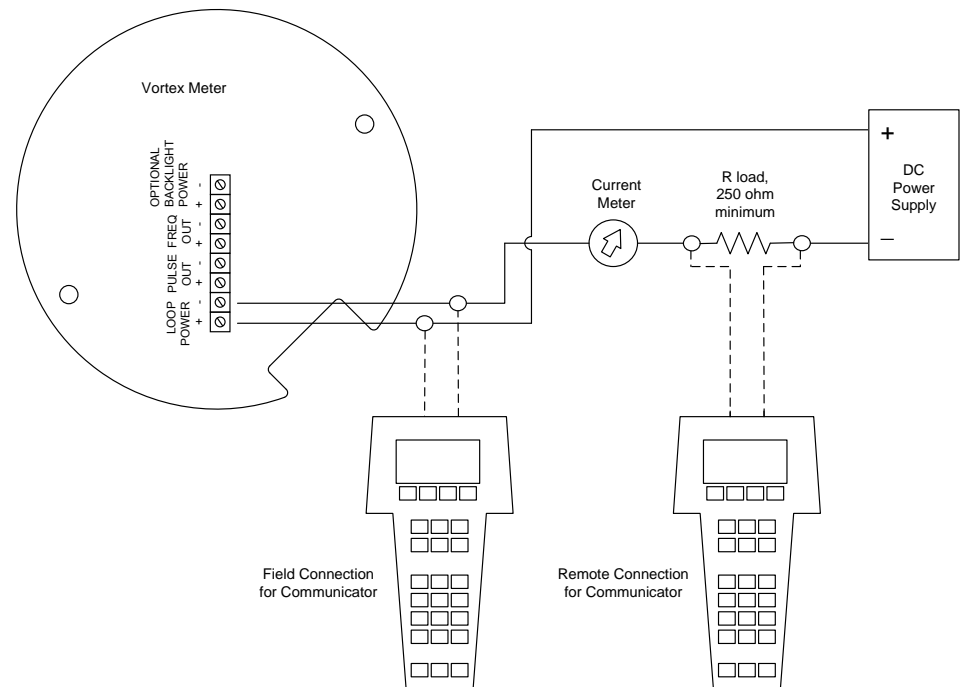 Vortex Meter
OPTIONAL
BACKLIGHT
POWER
- +
FREQ
OUT
- +
PULSE
OUT
- +
LOOP
POWER
- +
Current
Meter
R load,
250 ohm
minimum
+
DC
Power
Supply
–
Field Connection
for Communicator
Remote Connection
for Communicator